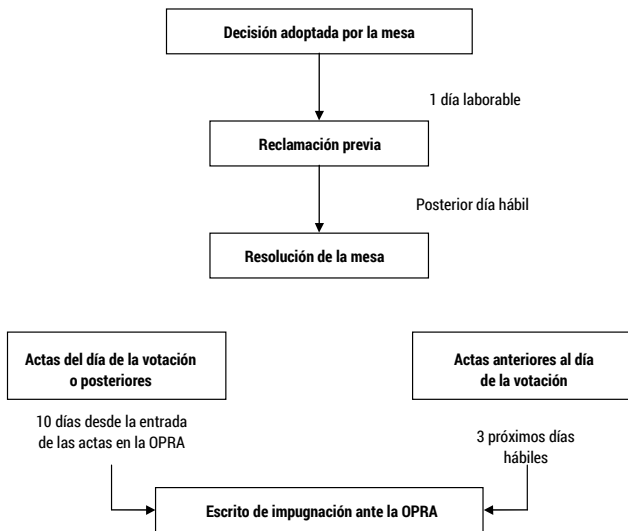 Decisión adoptada por la mesa
1 día laborable
Reclamación previa
Posterior día hábil
Resolución de la mesa
Actas del día de la votación
o posteriores
Actas anteriores al día
de la votación
10 días desde la entrada
de las actas en la OPRA
3 próximos días
hábiles
Escrito de impugnación ante la OPRA